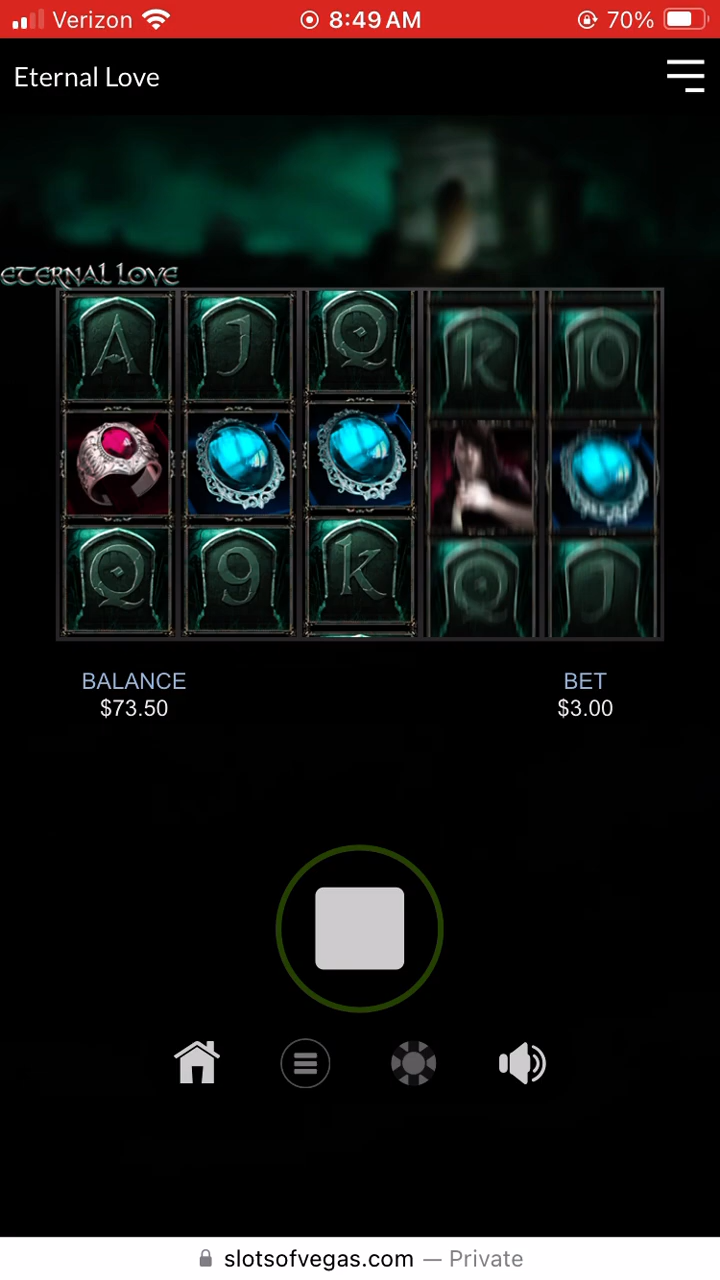 Verizon 8:49 AM 70%
Eternal Love
ETERNAL LOVE
A J Q K 10
Q 9 K Q J
BALANCE BET
$73.50 $3.00
slotsofvegas.com — Private